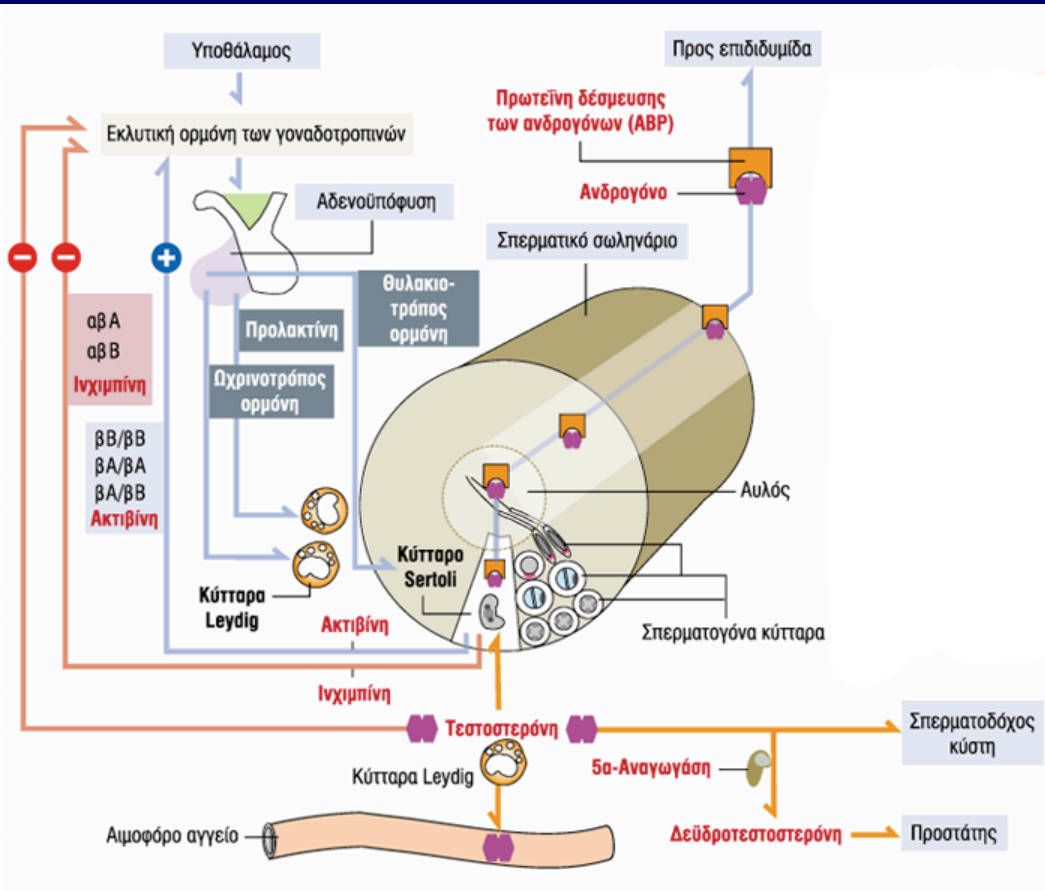 Υποθάλαμος
Προς επιδιδυμίδα
Πρωτεΐνη δέσμευσης
των ανδρογόνων (ABP)
Εκλυτική ορμόνη των γοναδοτροπινών
Ανδρογόνο
Αδενοϋπόφυση
Σπερματικό σωληνάριο
Θυλακιο-
τρόπος
ορμόνη
αβ Α
αβ Β
Ινχιμπίνη
Προλακτίνη
Ωχρινοτρόπος
ορμόνη
βΒ/βΒ
βΑ/βΑ
βΑ/βΒ
Ακτιβίνη
Αυλός
Κύτταρο
Sertoli
Κύτταρα
Leydig
Ακτιβίνη
Σπερματογόνα κύτταρα
Ινχιμπίνη
Τεστοστερόνη
Σπερματοδόχος
κύστη
Κύτταρα Leydig
5α-Αναγωγάση
Αιμοφόρο αγγείο
Δεϋδροτεστοστερόνη
Προστάτης